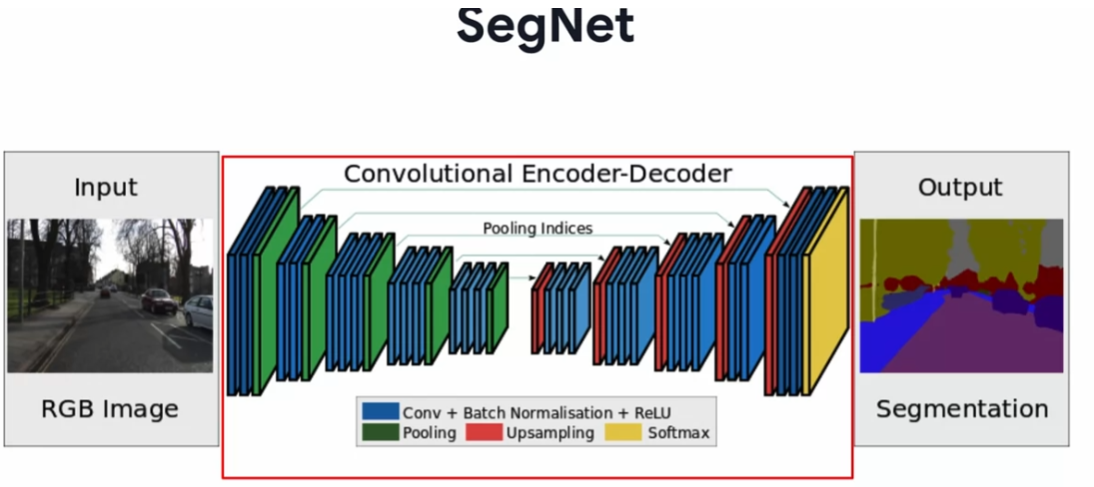 SegNet
Input
Convolutional Encoder-Decoder
Output
Pooling Indices
RGB Image
Conv + Batch Normalisation + ReLU
Pooling
Upsampling
Softmax
Segmentation